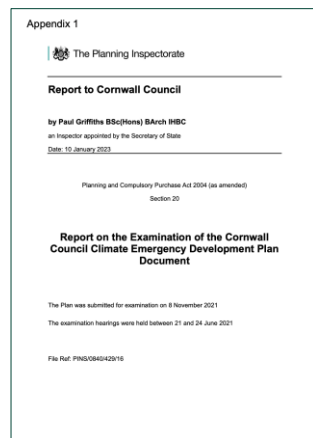 Appendix 1
The Planning Inspectorate
Report to Cornwall Council
by Paul Griffiths BSc(Hons) BArch IHBC
an Inspector appointed by the Secretary of State
Date: 10 January 2023
Planning and Compulsory Purchase Act 2004 (as amended)
Section 20
Report on the Examination of the Cornwall
Council Climate Emergency Development Plan
Document
The Plan was submitted for examination on 8 November 2021
The examination hearings were held between 21 and 24 June 2021
File Ref: PINS/0840/429/16